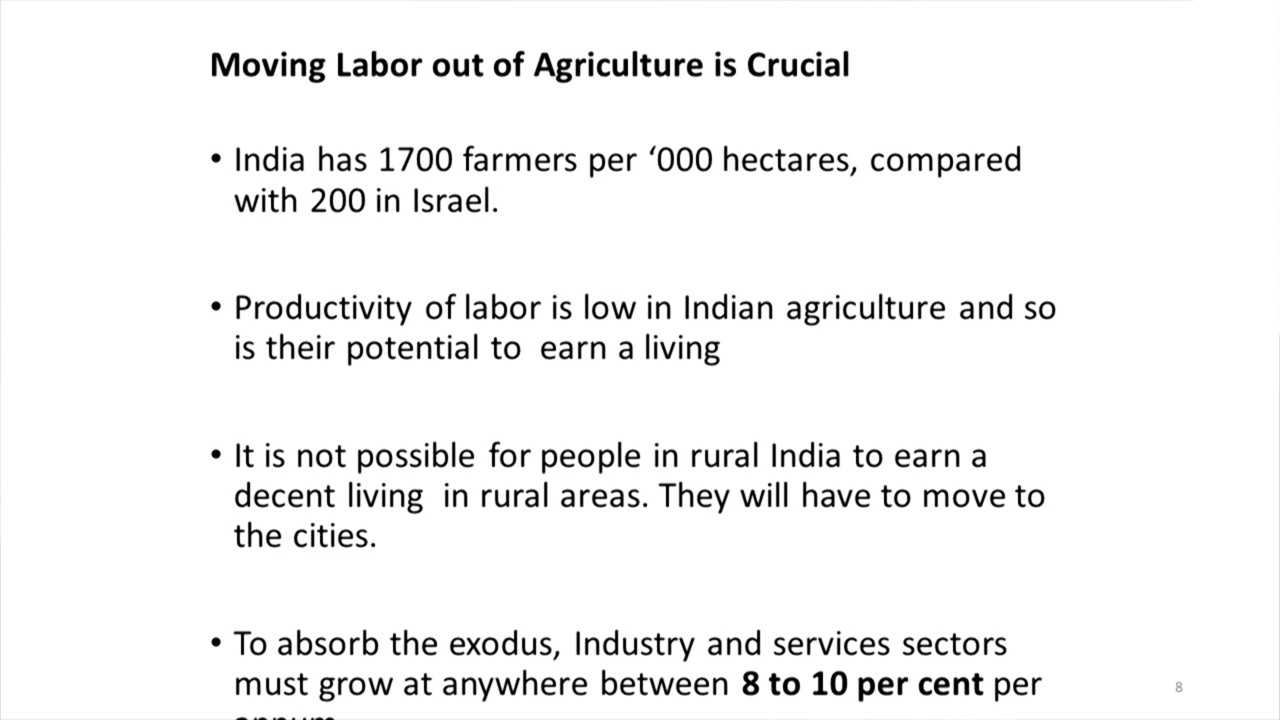 Moving Labor out of Agriculture is Crucial
• India has 1700 farmers per ‘000 hectares, compared
with 200 in Israel.
• Productivity of labor is low in Indian agriculture and so
is their potential to earn a living
• It is not possible for people in rural India to earn a
decent living in rural areas. They will have to move to
the cities.
• To absorb the exodus, Industry and services sectors
must grow at anywhere between 8 to 10 per cent per
8